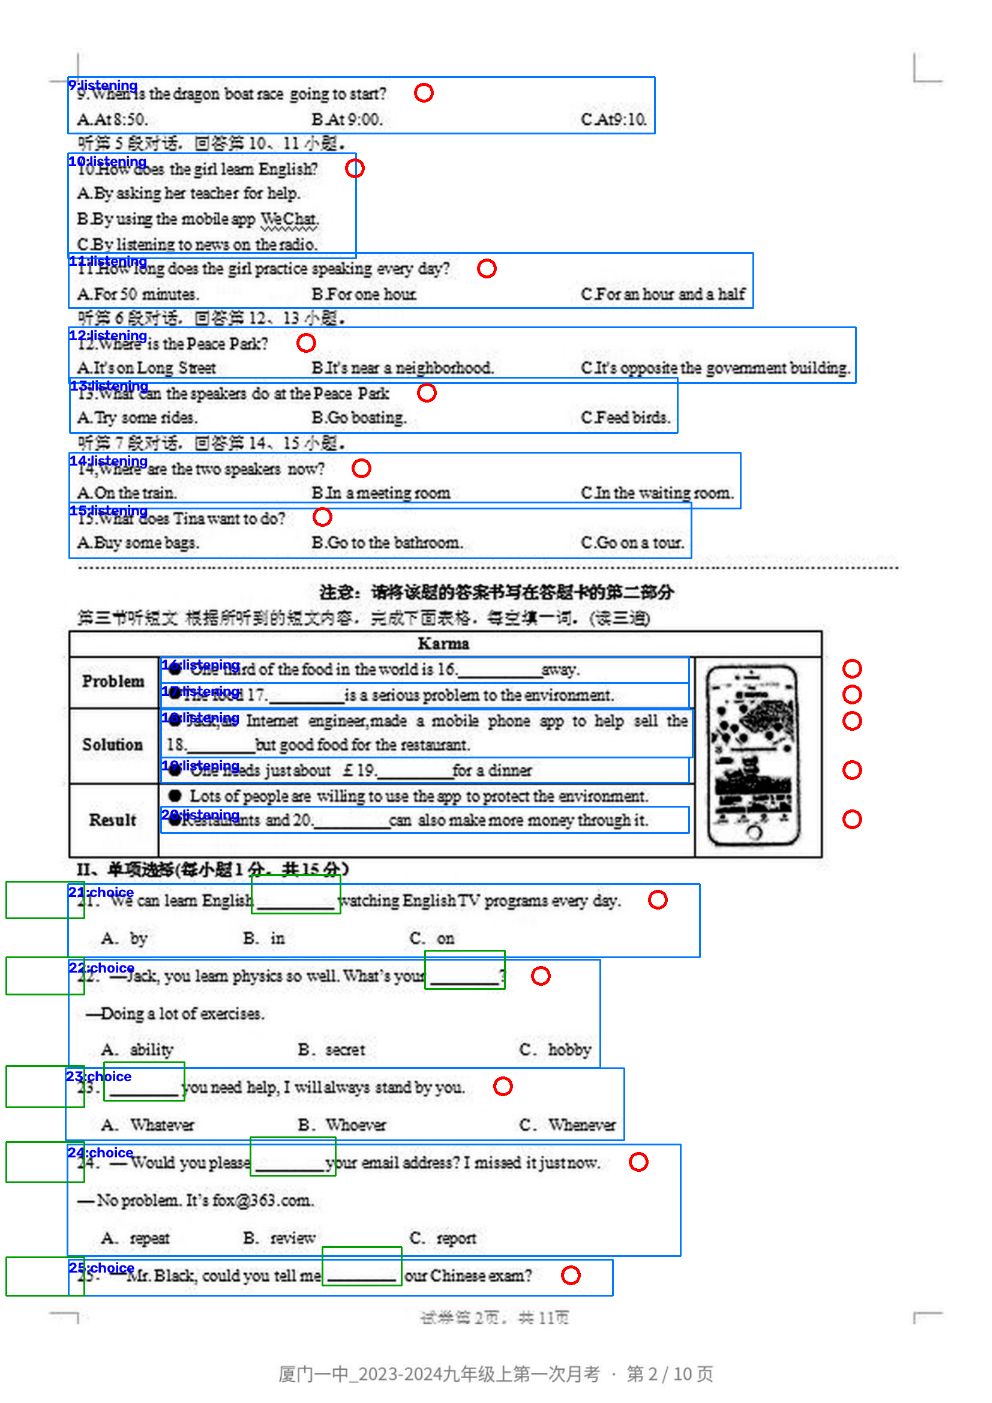 9:listening
9.When is the dragon boat race going to start?
A.At 8:50. B.At 9:00. C.At9:10.
听第5段对话，回答第10、11小题。
10:listening
10.How does the girl learn English?
A.By asking her teacher for help.
B.By using the mobile app WeChat.
C.By listening to news on the radio.
11:listening
11.How long does the girl practice speaking every day?
A.For 50 minutes. B.For one hour C.For an hour and a half
听第6段对话，回答第12、13小题。
12:listening
12.Where is the Peace Park?
A.It's on Long Street B.It's near a neighborhood. C.It's opposite the government building.
13:listening
13.What can the speakers do at the Peace Park
A.Try some rides. B.Go boating. C.Feed birds.
听第7段对话，回答第14、15小题。
14:listening
14,Where are the two speakers now?
A.On the train. B.In a meeting room C.In the waiting room.
15:listening
15.What does Tina want to do?
A.Buy some bags. B.Go to the bathroom. C.Go on a tour.
注意：请将该题的答案书写在答题卡的第二部分
第三节听短文 根据所听到的短文内容，完成下面表格，每空填一词。(读三遍)
Karma
Problem
16:listening
● One third of the food in the world is 16.________away.
17:listening
●The food 17.________is a serious problem to the environment.
Solution
18:listening
● Jack,an Internet engineer,made a mobile phone app to help sell the
18.________but good food for the restaurant.
19:listening
● One needs just about £19.________for a dinner
Result
● Lots of people are willing to use the app to protect the environment.
20:listening
●Restaurants and 20.________can also make more money through it.
II、单项选择(每小题1分，共15分)
21:choice
21. We can learn English ________ watching English TV programs every day.
A. by B. in C. on
22:choice
22. —Jack, you learn physics so well. What's your ________?
—Doing a lot of exercises.
A. ability B. secret C. hobby
23:choice
23. ________ you need help, I will always stand by you.
A. Whatever B. Whoever C. Whenever
24:choice
24. — Would you please ________ your email address? I missed it just now.
— No problem. It's fox@363.com.
A. repeat B. review C. report
25:choice
25. —Mr. Black, could you tell me ________ our Chinese exam?
试卷第2页，共11页
厦门一中_2023-2024九年级上第一次月考 · 第 2 / 10 页